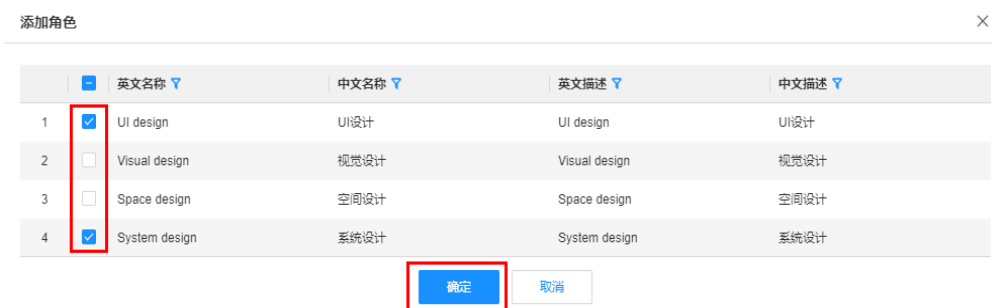 添加角色
英文名称 中文名称 英文描述 中文描述
1 UI design UI设计 UI design UI设计
2 Visual design 视觉设计 Visual design 视觉设计
3 Space design 空间设计 Space design 空间设计
4 System design 系统设计 System design 系统设计
确定 取消